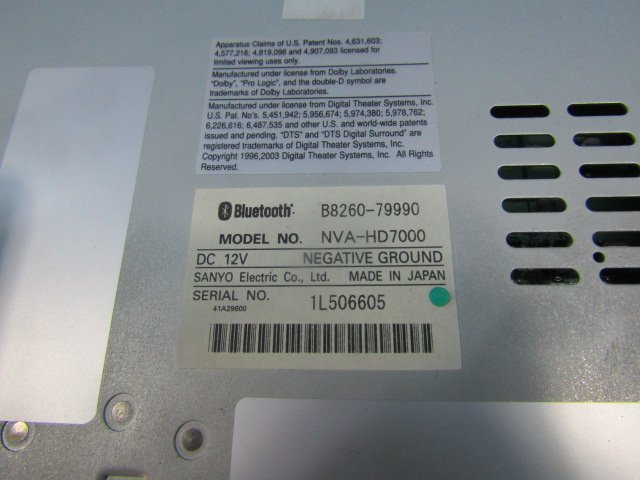 Apparatus Claims of U.S. Patent Nos. 4,631,603;
4,577,216; 4,819,098 and 4,907,093 licensed for
limited viewing uses only.
Manufactured under license from Dolby Laboratories.
"Dolby", "Pro Logic", and the double-D symbol are
trademarks of Dolby Laboratories.
Manufactured under license from Digital Theater Systems, Inc.
U.S. Pat. No's. 5,451,942; 5,956,674; 5,974,380; 5,978,762;
6,226,616; 6,487,535 and other U.S. and world-wide patents
issued and pending. "DTS" and "DTS Digital Surround" are
registered trademarks of Digital Theater Systems, Inc.
Copyright 1996,2003 Digital Theater Systems, Inc. All Rights
Reserved.
Bluetooth® B8260-79990
MODEL NO. NVA-HD7000
DC 12V NEGATIVE GROUND
SANYO Electric Co., Ltd. MADE IN JAPAN
SERIAL NO. 1L506605
41A29600